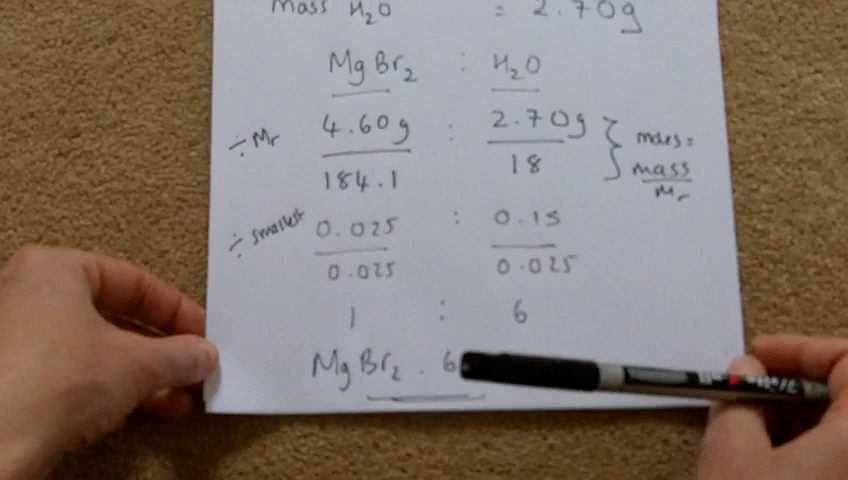 mass H₂O = 2.70g
MgBr₂ : H₂O
÷Mr 4.60g : 2.70g } moles=
184.1 18 mass
Mr
÷smallest 0.025 : 0.15
0.025 0.025
1 : 6
MgBr₂ . 6